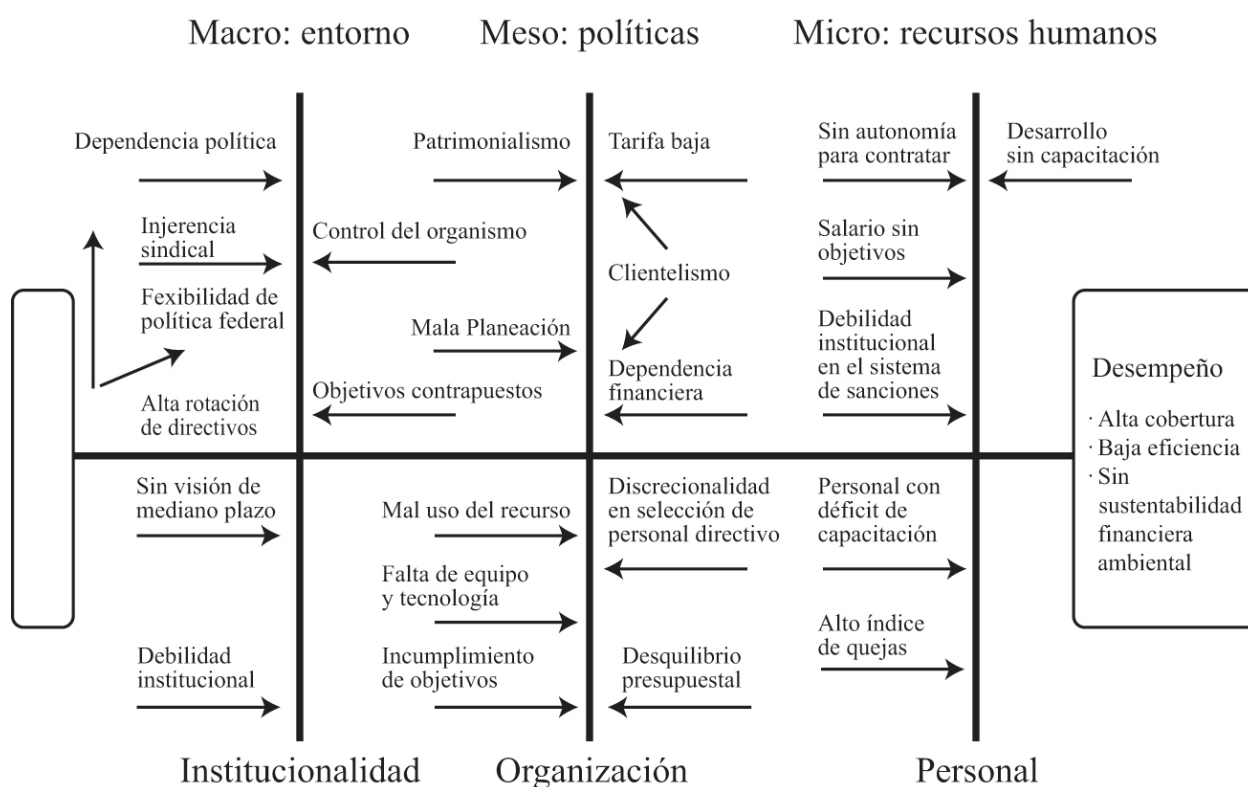 Macro: entorno
Meso: políticas
Micro: recursos humanos
Dependencia política
Injerencia
sindical
Fexibilidad de
política federal
Alta rotación
de directivos
Control del organismo
Objetivos contrapuestos
Patrimonialismo
Mala Planeación
Tarifa baja
Clientelismo
Dependencia
financiera
Sin autonomía
para contratar
Salario sin
objetivos
Debilidad
institucional
en el sistema
de sanciones
Desarrollo
sin capacitación
Sin visión de
mediano plazo
Debilidad
institucional
Mal uso del recurso
Falta de equipo
y tecnología
Incumplimiento
de objetivos
Discrecionalidad
en selección de
personal directivo
Desquilibrio
presupuestal
Personal con
déficit de
capacitación
Alto índice
de quejas
Desempeño
· Alta cobertura
· Baja eficiencia
· Sin
sustentabilidad
financiera
ambiental
Institucionalidad
Organización
Personal